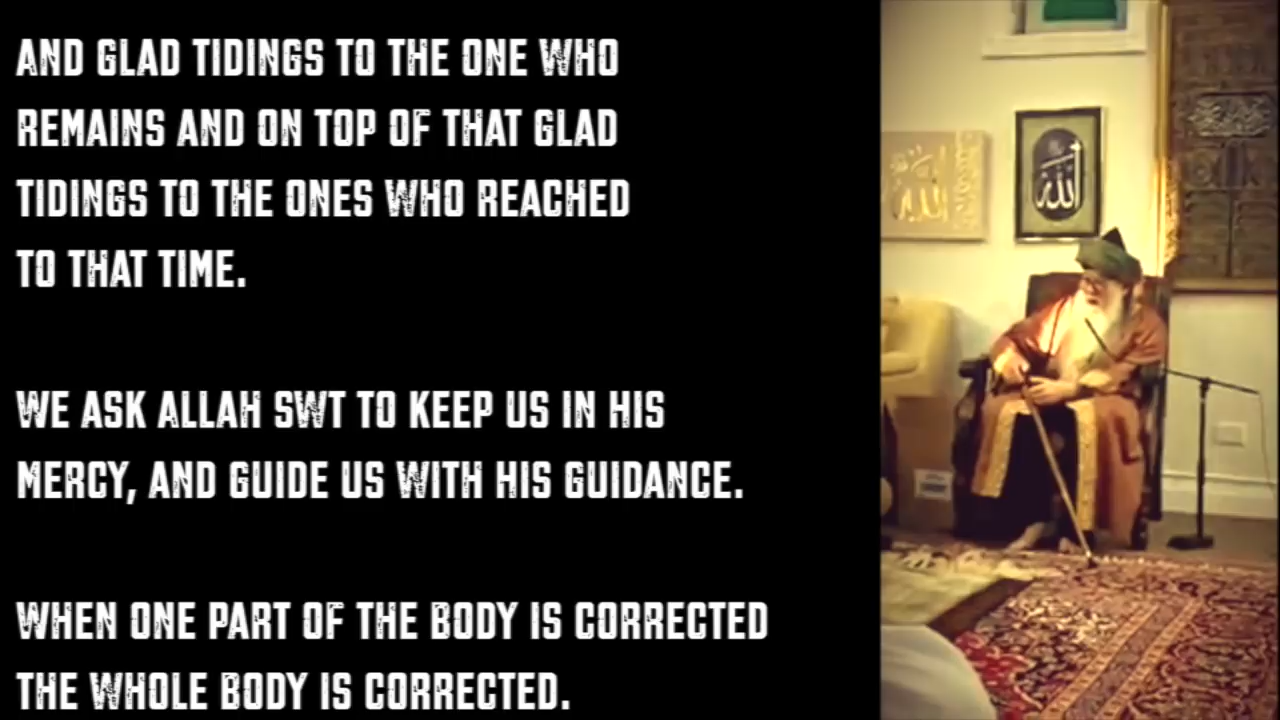 AND GLAD TIDINGS TO THE ONE WHO
REMAINS AND ON TOP OF THAT GLAD
TIDINGS TO THE ONES WHO REACHED
TO THAT TIME.
WE ASK ALLAH SWT TO KEEP US IN HIS
MERCY, AND GUIDE US WITH HIS GUIDANCE.
WHEN ONE PART OF THE BODY IS CORRECTED
THE WHOLE BODY IS CORRECTED.
الله